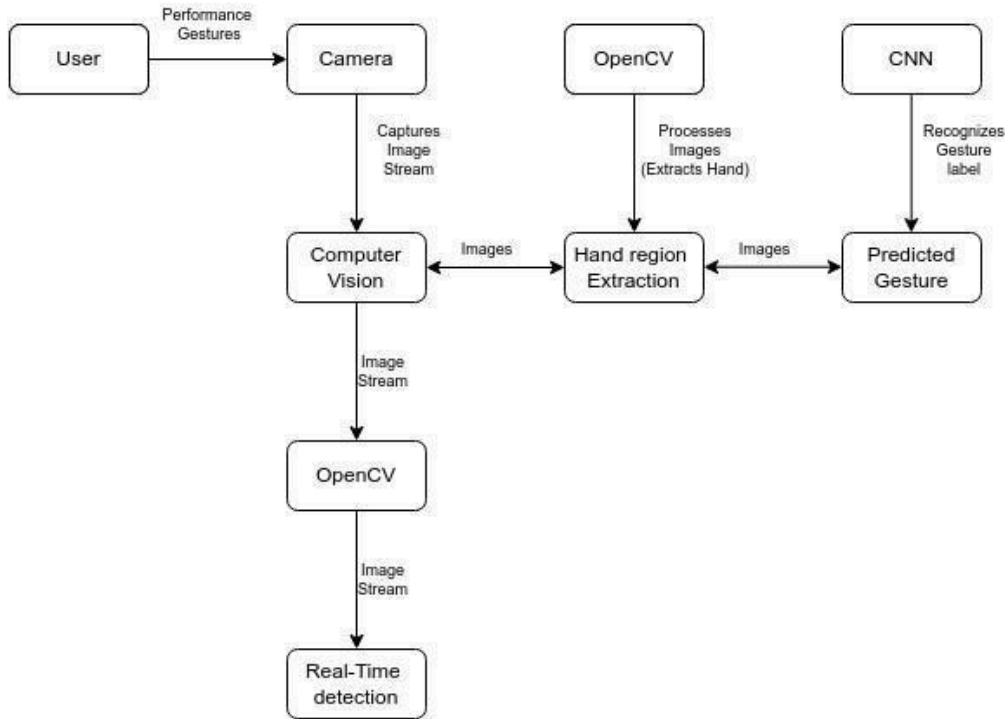 Performance
Gestures
User
Camera
OpenCV
CNN
Captures
Image
Stream
Processes
Images
(Extracts Hand)
Recognizes
Gesture
label
Computer
Vision
Images
Hand region
Extraction
Images
Predicted
Gesture
Image
Stream
OpenCV
Image
Stream
Real-Time
detection